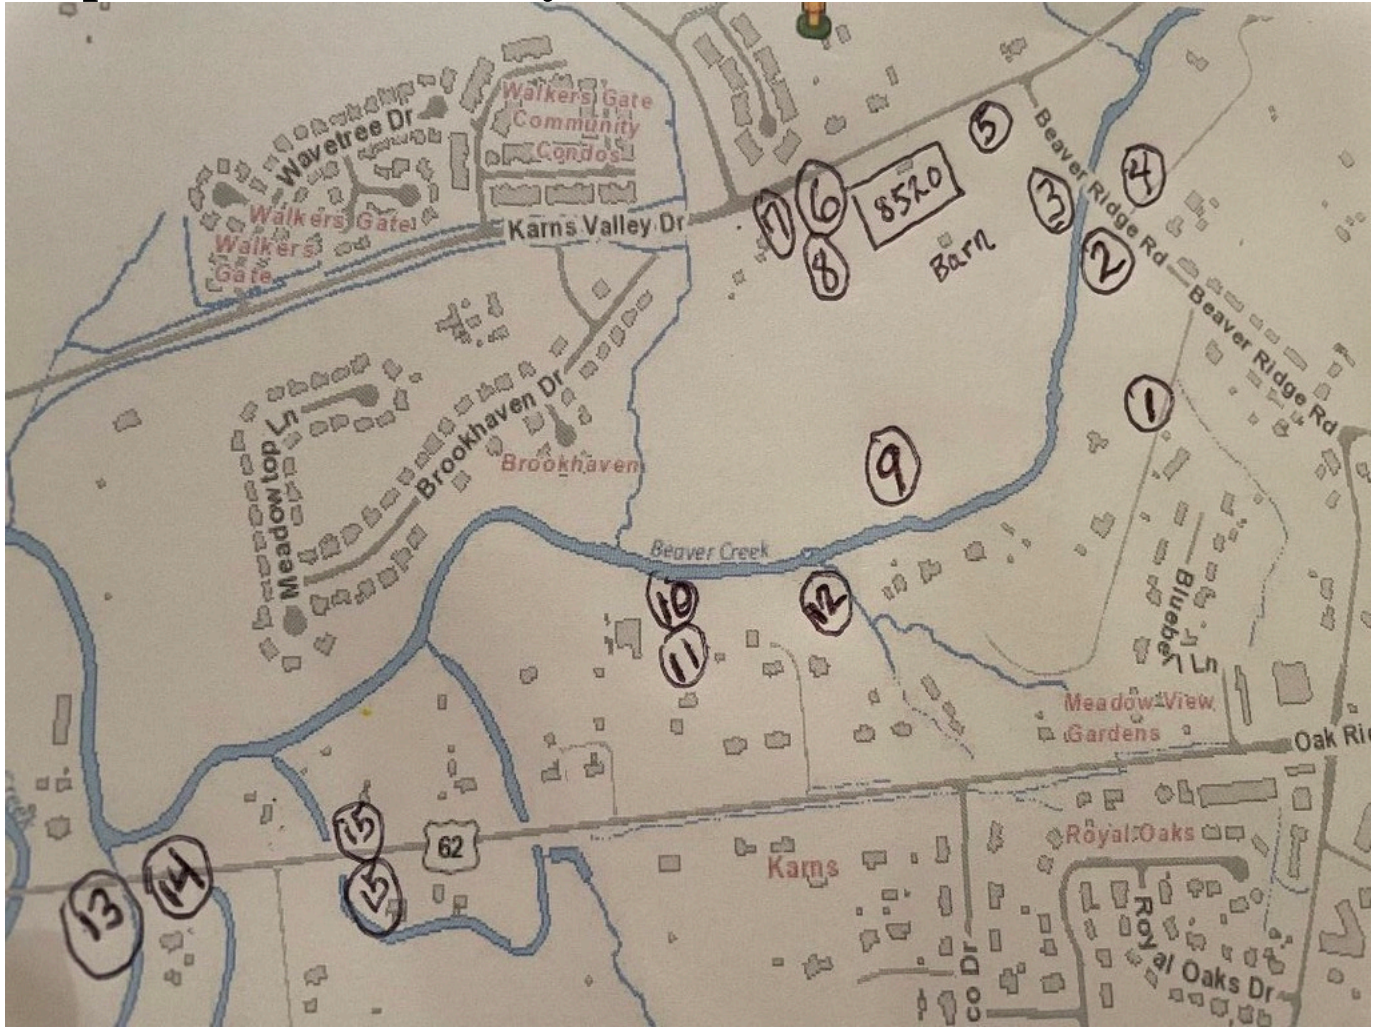 Walkers Gate
Community
Condos
Wavetree Dr
Walkers Gate
Walkers
Gate
Karns Valley Dr
5
Beaver Ridge Rd
4
3
6
7
8520
8
Barn
2
Beaver Ridge Rd
1
Meadowtop Ln
Brookhaven Dr
Brookhaven
9
Beaver Creek
10
12
11
Bluebell Ln
Meadow View
Gardens
Oak Ri
15
62
Royal Oaks
Karns
14
15
13
Royal Oaks Dr
co Dr